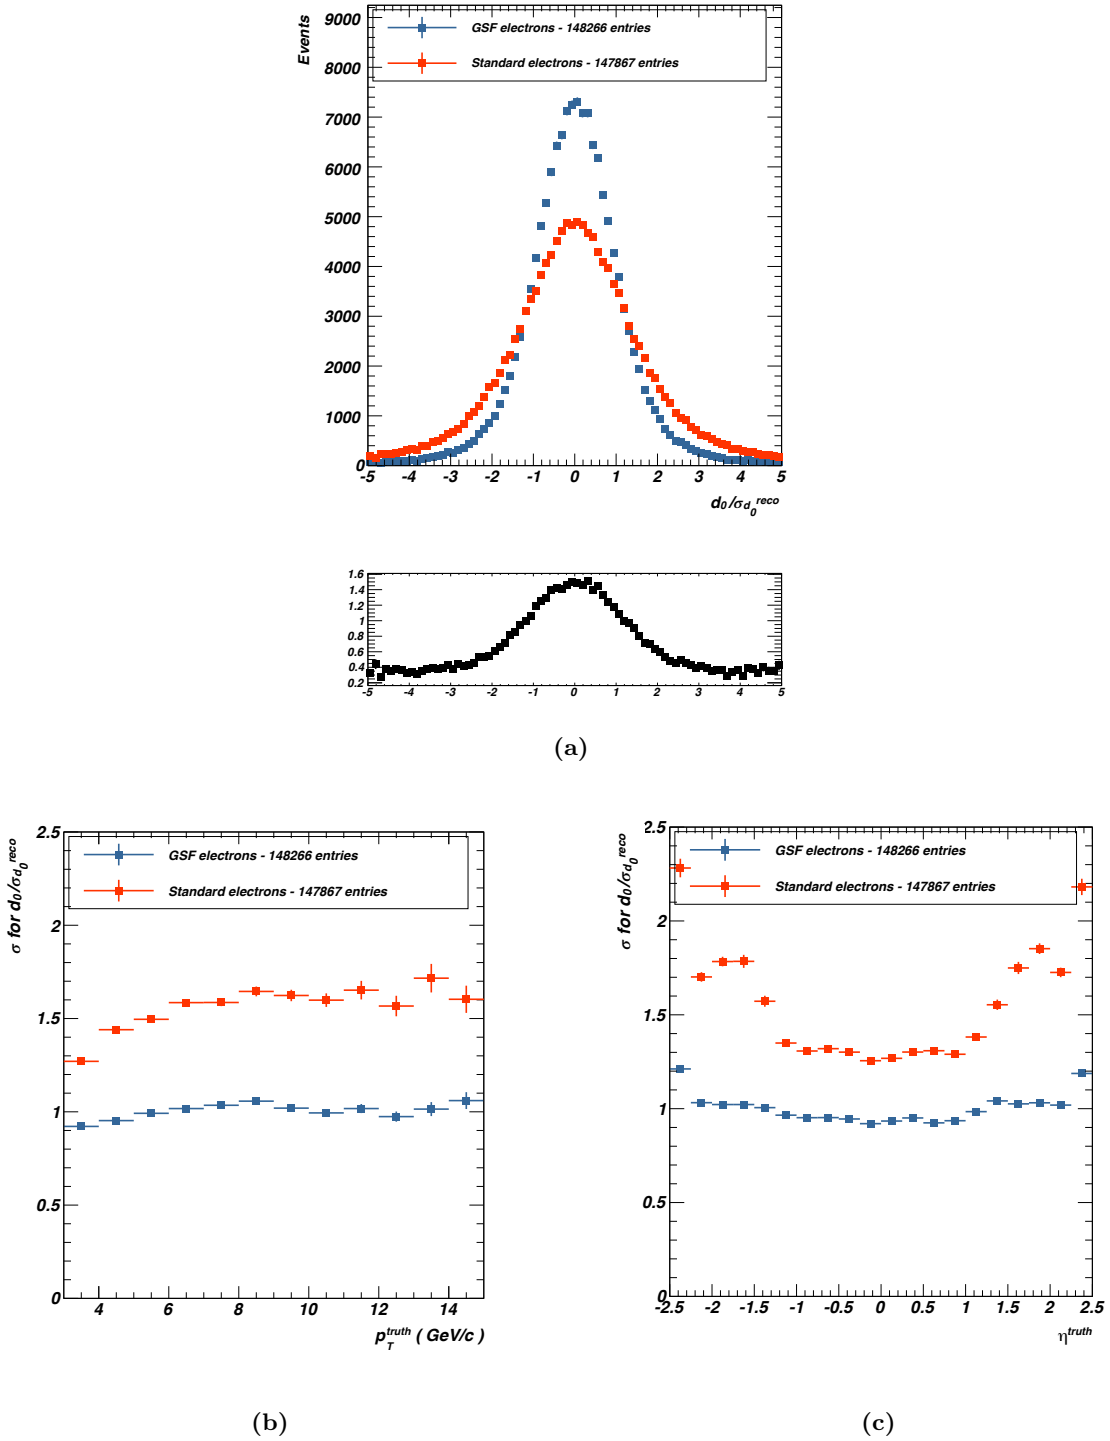 Events
9000
8000
7000
6000
5000
4000
3000
2000
1000
0
GSF electrons - 148266 entries
Standard electrons - 147867 entries
-5 -4 -3 -2 -1 0 1 2 3 4 5
d0/σd0reco
1.6
1.4
1.2
1
0.8
0.6
0.4
0.2
-5 -4 -3 -2 -1 0 1 2 3 4 5
(a)
σ for d0/σd0reco
2.5
2
1.5
1
0.5
0
GSF electrons - 148266 entries
Standard electrons - 147867 entries
4 6 8 10 12 14
pTtruth ( GeV/c )
(b)
σ for d0/σd0reco
2.5
2
1.5
1
0.5
0
GSF electrons - 148266 entries
Standard electrons - 147867 entries
-2.5 -2 -1.5 -1 -0.5 0 0.5 1 1.5 2 2.5
ηtruth
(c)